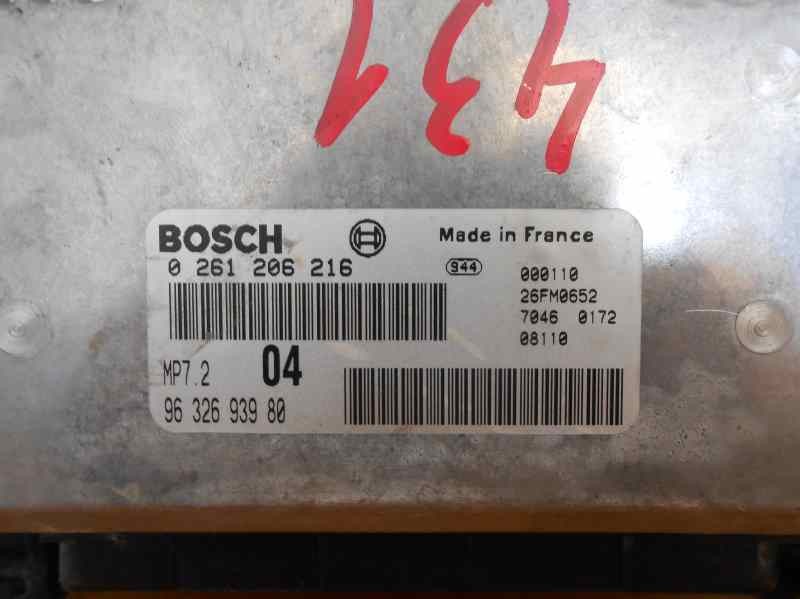 431
BOSCH Made in France
0 261 206 216 944 000110
26FM0652
7046 0172
08110
MP7.2 04
96 326 939 80